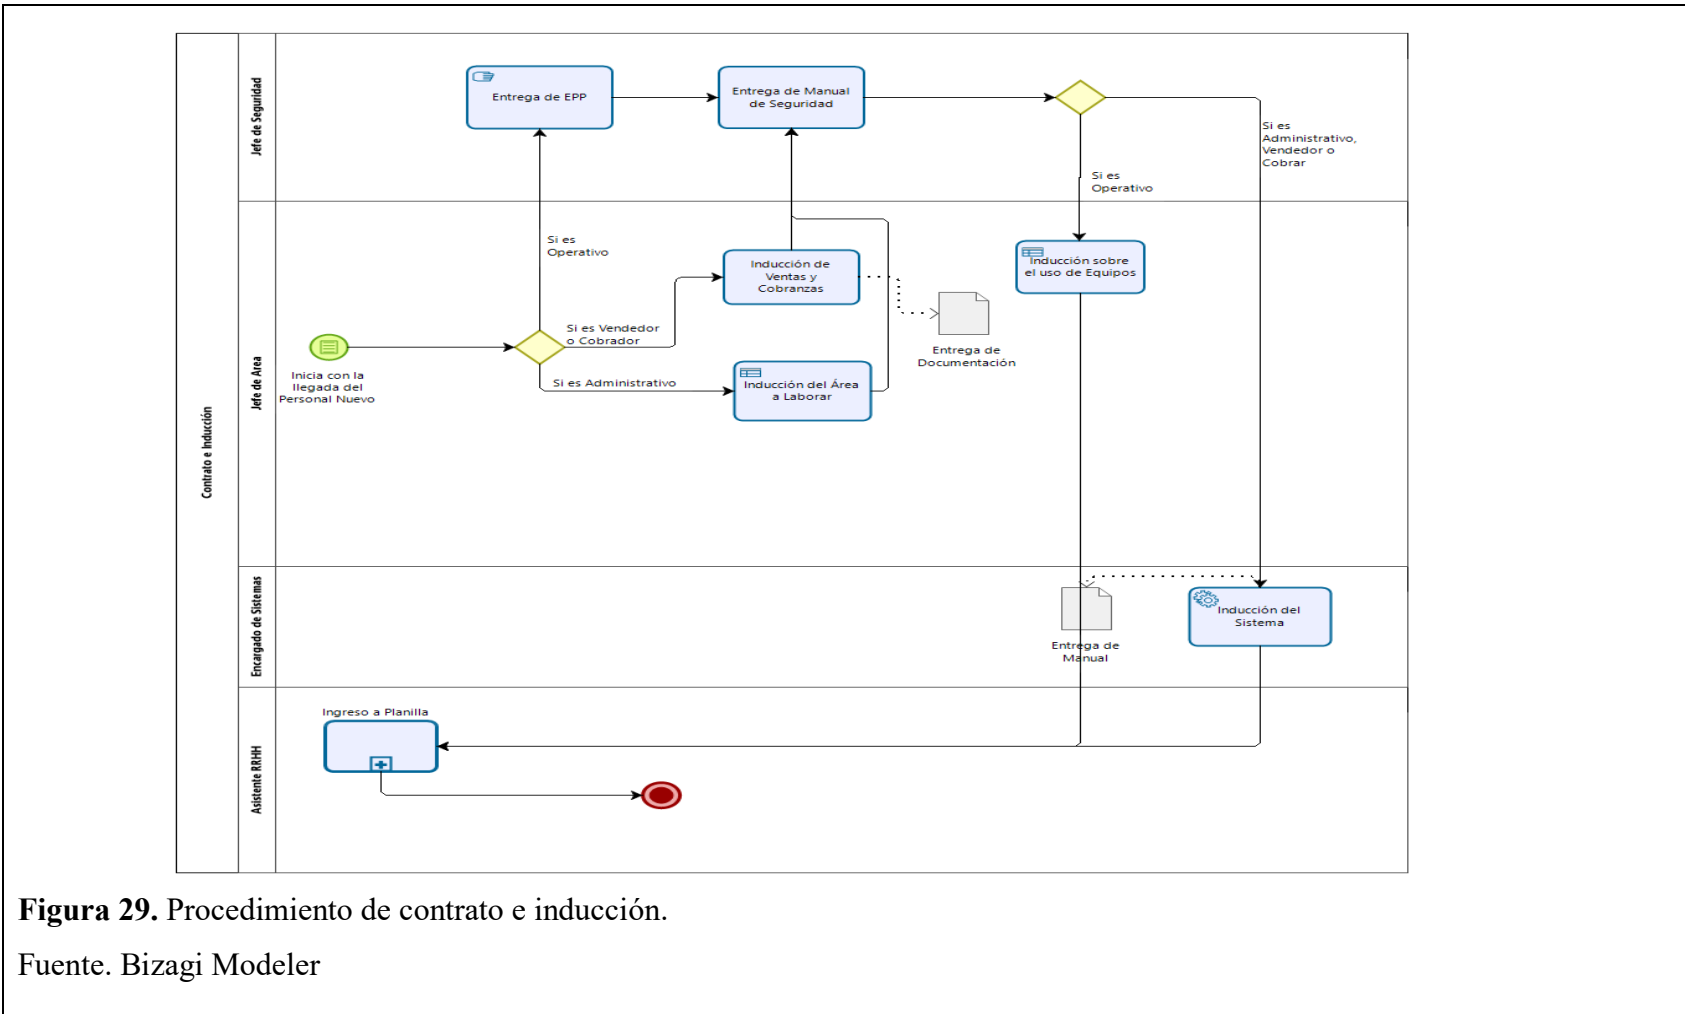 Contrato e Inducción
Jefe de Seguridad
Entrega de EPP
Entrega de Manual
de Seguridad
Si es
Administrativo,
Vendedor o
Cobrar
Si es
Operativo
Jefe de Area
Si es
Operativo
Inducción de
Ventas y
Cobranzas
Inducción sobre
el uso de Equipos
Si es Vendedor
o Cobrador
Entrega de
Documentación
Inicia con la
llegada del
Personal Nuevo
Si es Administrativo
Inducción del Área
a Laborar
Encargado de Sistemas
Inducción del
Sistema
Entrega de
Manual
Asistente RRHH
Ingreso a Planilla
Figura 29. Procedimiento de contrato e inducción.
Fuente. Bizagi Modeler